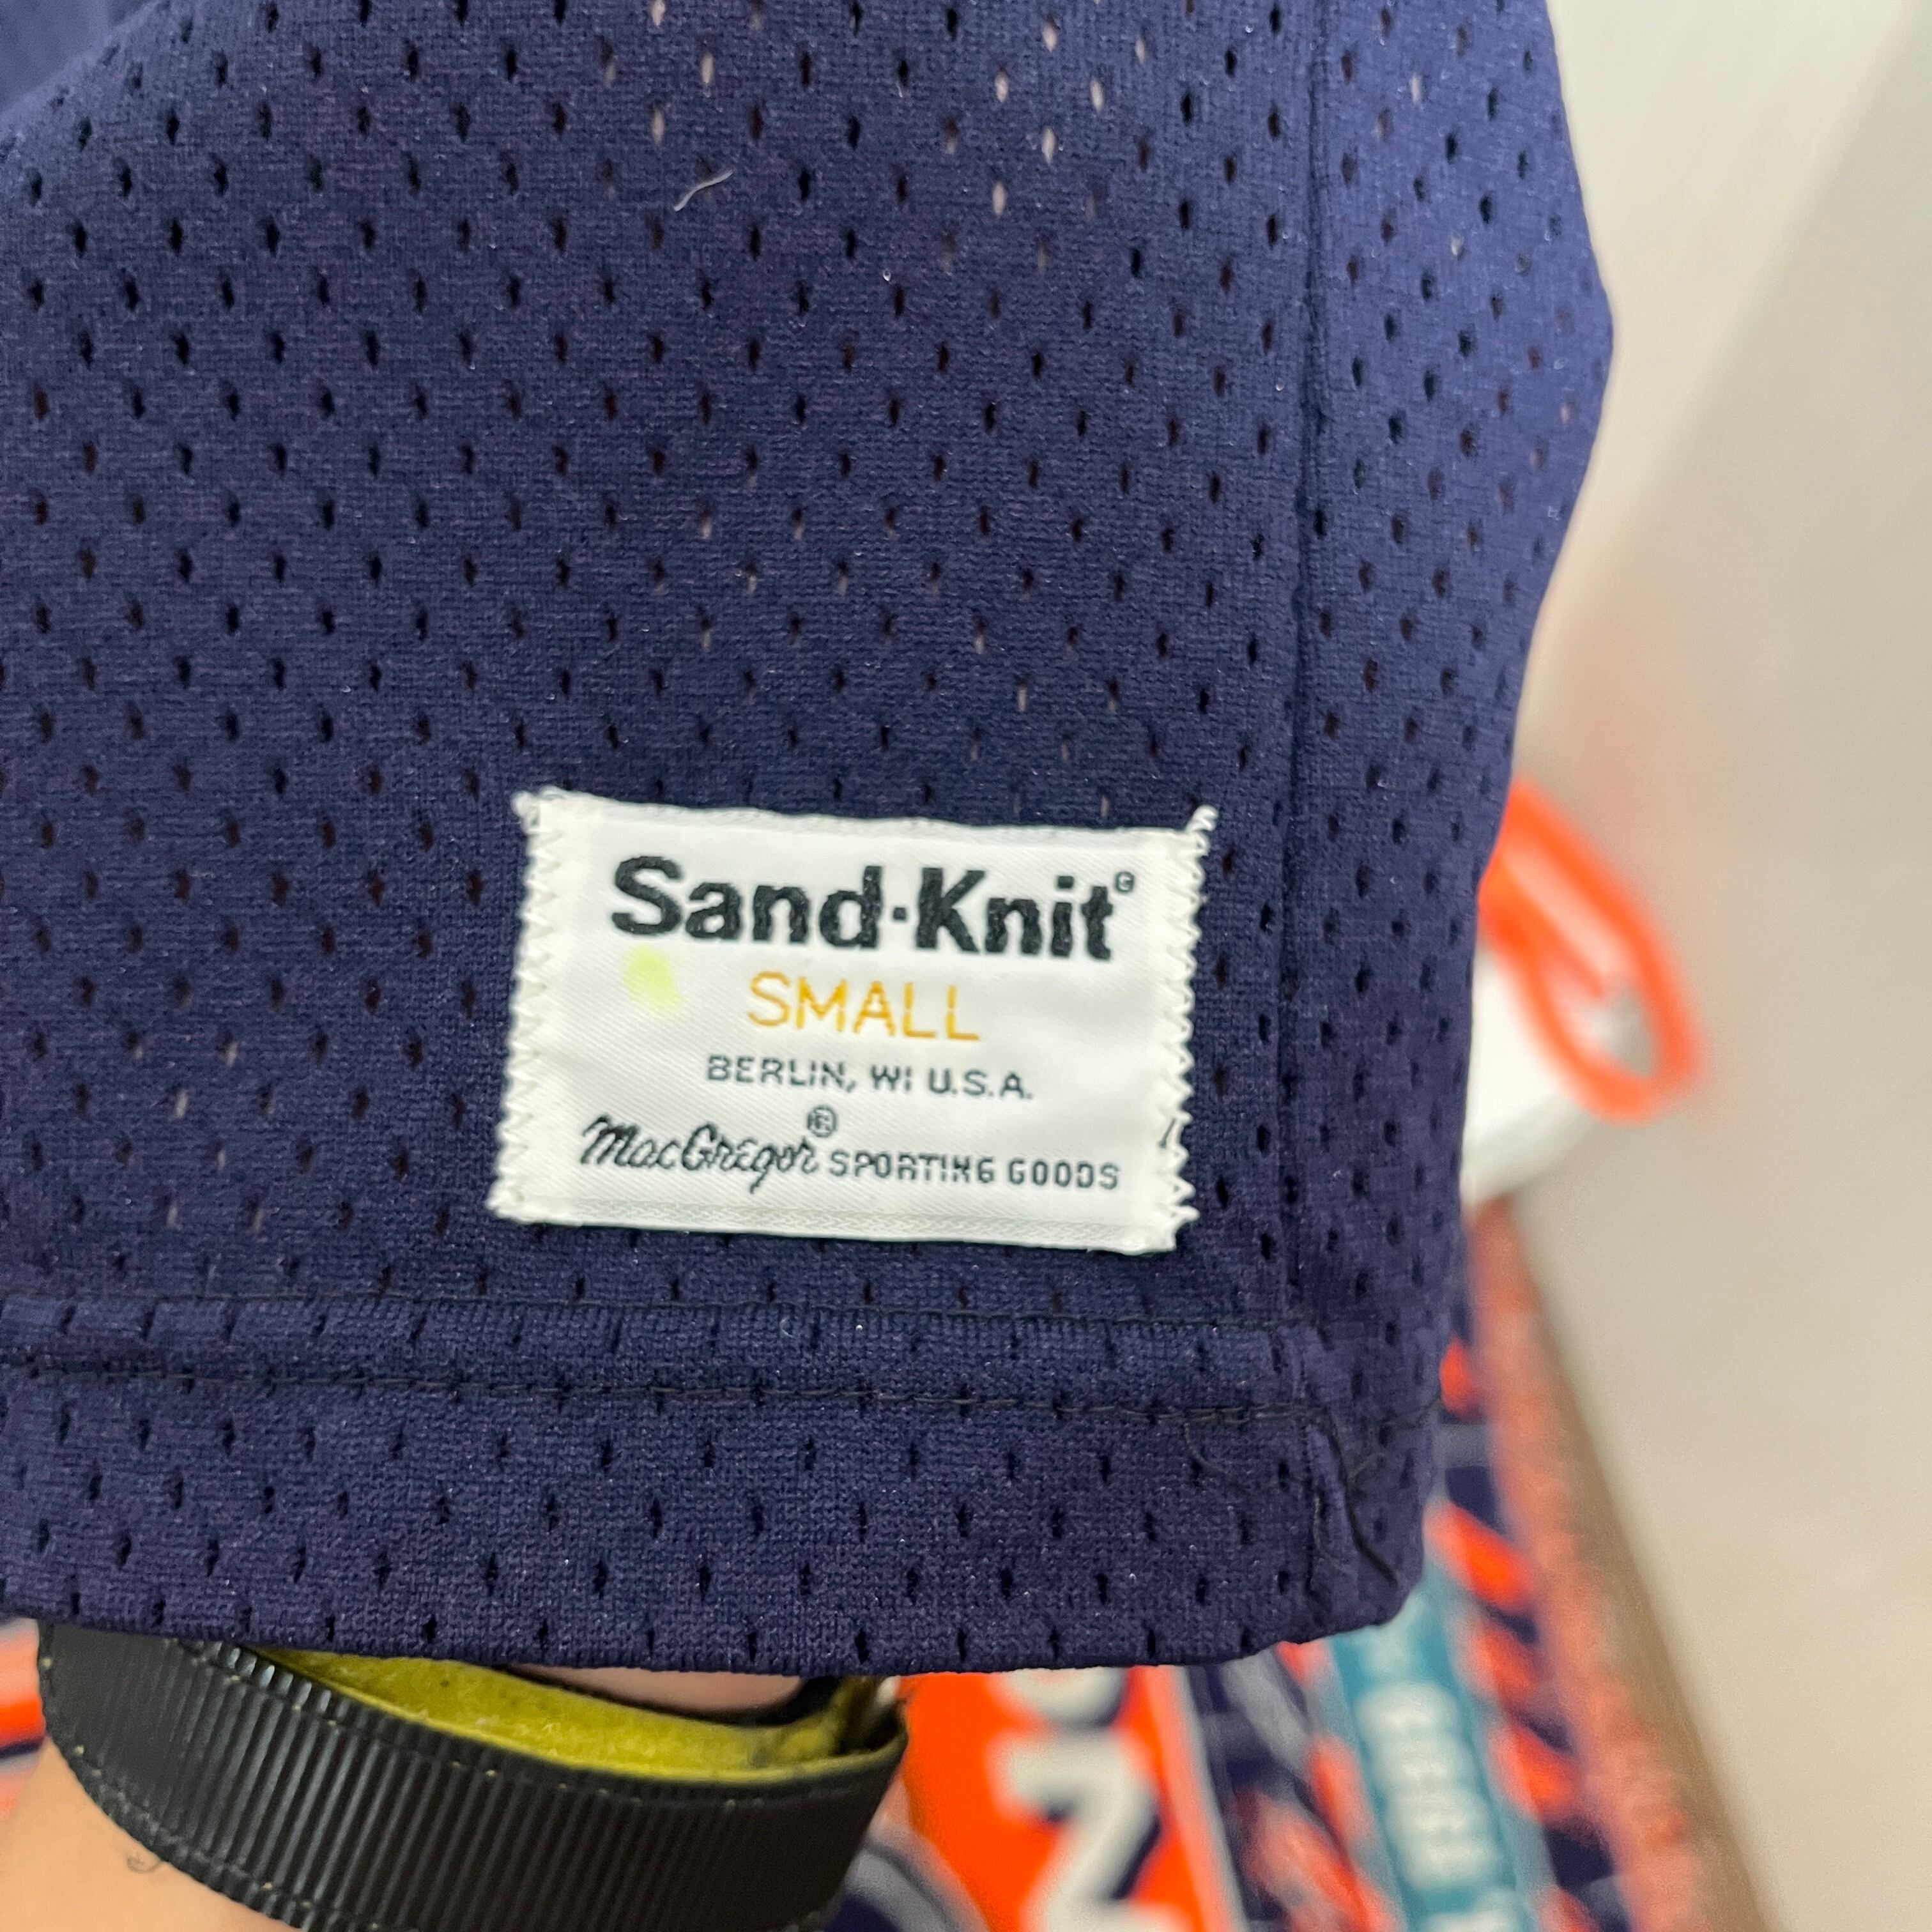 Sand·Knit®
SMALL
BERLIN, WI U.S.A.
MacGregor® SPORTING GOODS